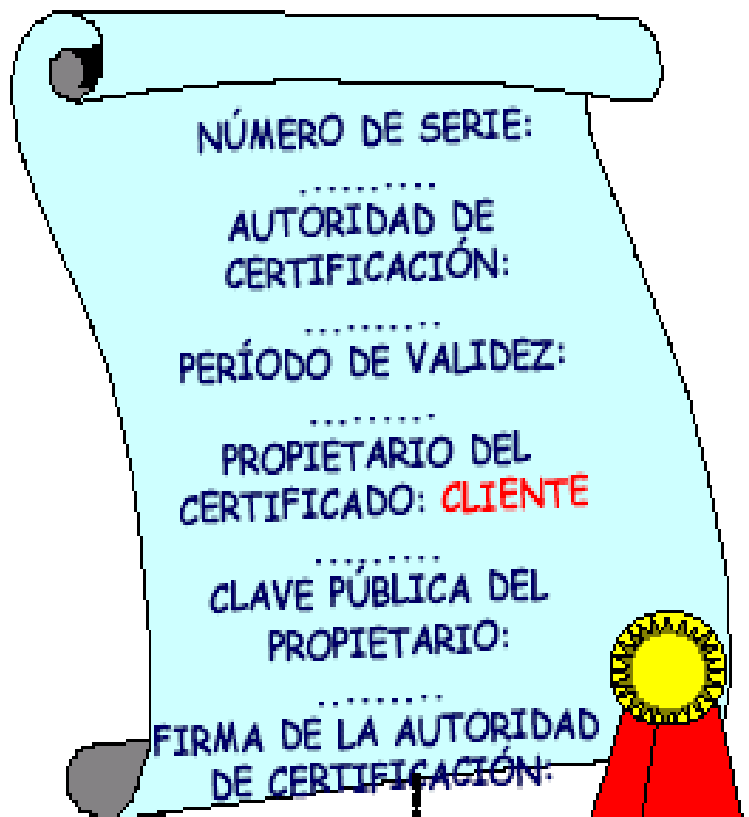 NÚMERO DE SERIE:
..........
AUTORIDAD DE
CERTIFICACIÓN:
..........
PERÍODO DE VALIDEZ:
.........
PROPIETARIO DEL
CERTIFICADO: CLIENTE
.........
CLAVE PÚBLICA DEL
PROPIETARIO:
.........
FIRMA DE LA AUTORIDAD
DE CERTIFICACIÓN: